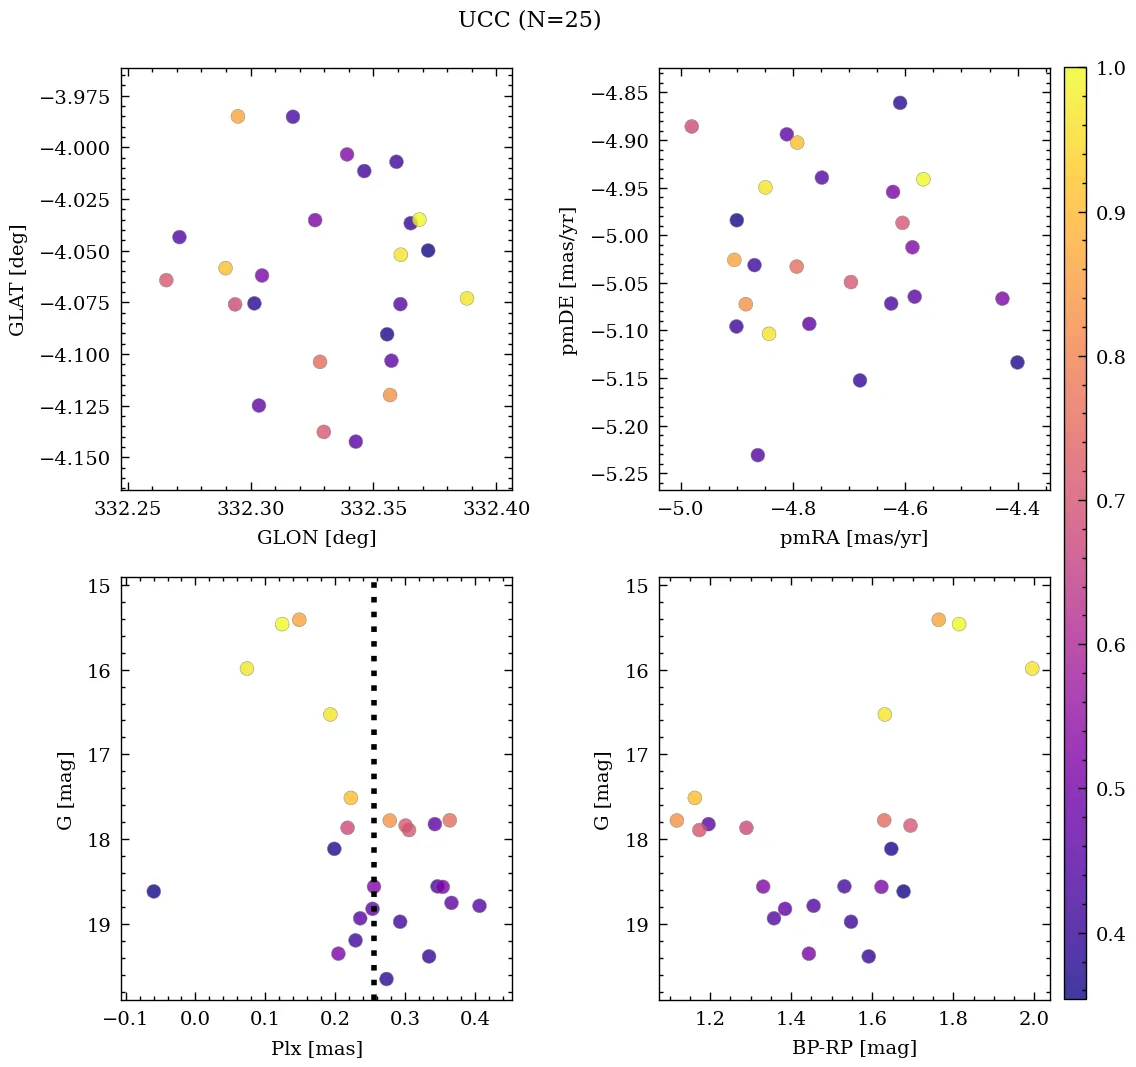 UCC (N=25)
−3.975
−4.000
−4.025
−4.050
−4.075
−4.100
−4.125
−4.150
GLAT [deg]
332.25 332.30 332.35 332.40
GLON [deg]
−4.85
−4.90
−4.95
−5.00
−5.05
−5.10
−5.15
−5.20
−5.25
pmDE [mas/yr]
−5.0 −4.8 −4.6 −4.4
pmRA [mas/yr]
15
16
17
18
19
G [mag]
−0.1 0.0 0.1 0.2 0.3 0.4
Plx [mas]
15
16
17
18
19
G [mag]
1.2 1.4 1.6 1.8 2.0
BP-RP [mag]
1.0
0.9
0.8
0.7
0.6
0.5
0.4